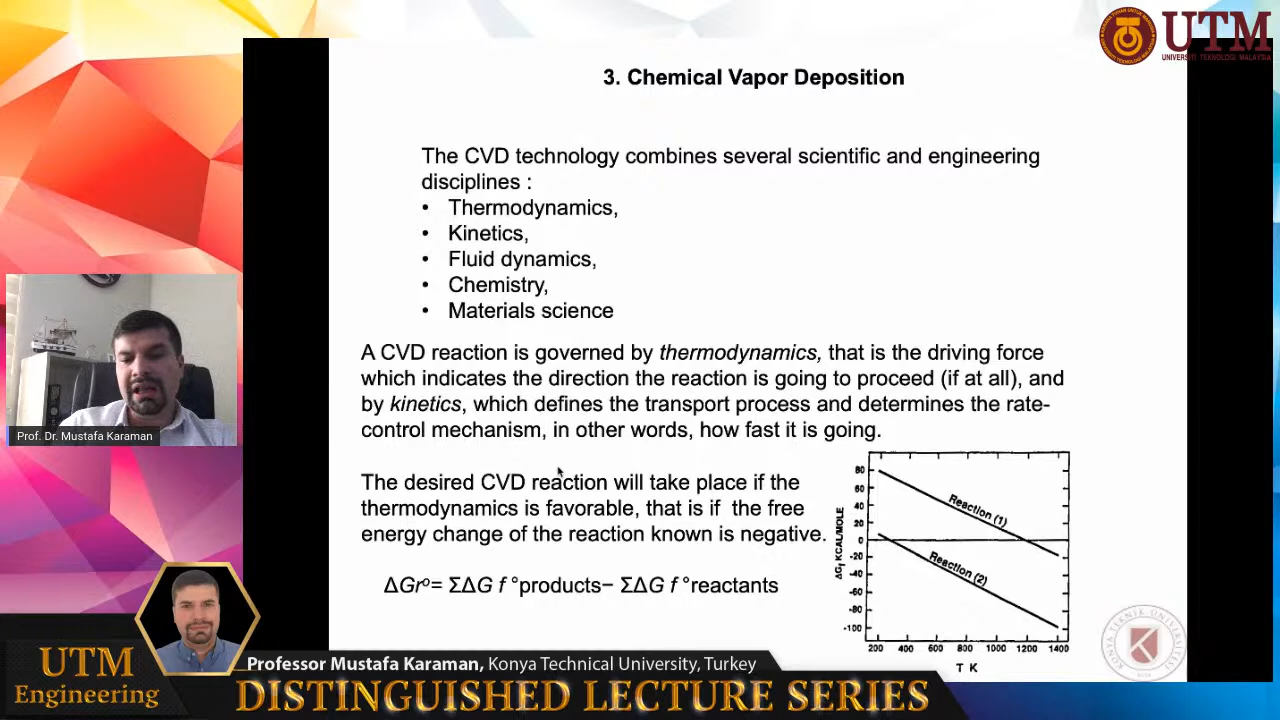 UTM
UNIVERSITI TEKNOLOGI MALAYSIA
3. Chemical Vapor Deposition
The CVD technology combines several scientific and engineering
disciplines :
• Thermodynamics,
• Kinetics,
• Fluid dynamics,
• Chemistry,
• Materials science
A CVD reaction is governed by thermodynamics, that is the driving force
which indicates the direction the reaction is going to proceed (if at all), and
by kinetics, which defines the transport process and determines the rate-
control mechanism, in other words, how fast it is going.
The desired CVD reaction will take place if the
thermodynamics is favorable, that is if the free
energy change of the reaction known is negative.
ΔGr°= ΣΔG f °products− ΣΔG f °reactants
ΔGf KCAL/MOLE
80
60
40
20
0
-20
-40
-60
-80
-100
Reaction (1)
Reaction (2)
200 400 600 800 1000 1200 1400
T K
Prof. Dr. Mustafa Karaman
UTM
Engineering
Professor Mustafa Karaman, Konya Technical University, Turkey
DISTINGUISHED LECTURE SERIES